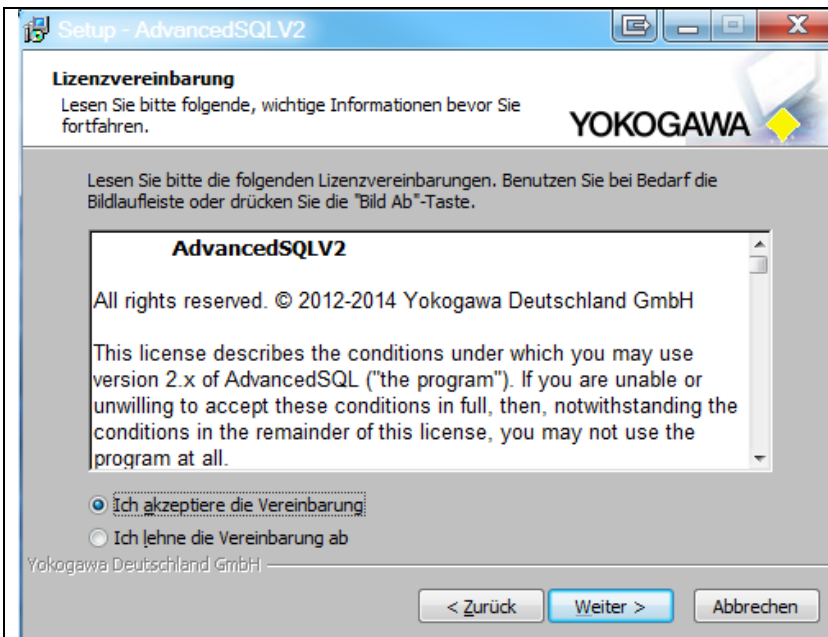 Setup - AdvancedSQLV2
Lizenzvereinbarung
Lesen Sie bitte folgende, wichtige Informationen bevor Sie
fortfahren.
YOKOGAWA
Lesen Sie bitte die folgenden Lizenzvereinbarungen. Benutzen Sie bei Bedarf die
Bildlaufleiste oder drücken Sie die "Bild Ab"-Taste.
AdvancedSQLV2
All rights reserved. © 2012-2014 Yokogawa Deutschland GmbH
This license describes the conditions under which you may use
version 2.x of AdvancedSQL ("the program"). If you are unable or
unwilling to accept these conditions in full, then, notwithstanding the
conditions in the remainder of this license, you may not use the
program at all.
Ich akzeptiere die Vereinbarung
Ich lehne die Vereinbarung ab
Yokogawa Deutschland GmbH
< Zurück Weiter > Abbrechen